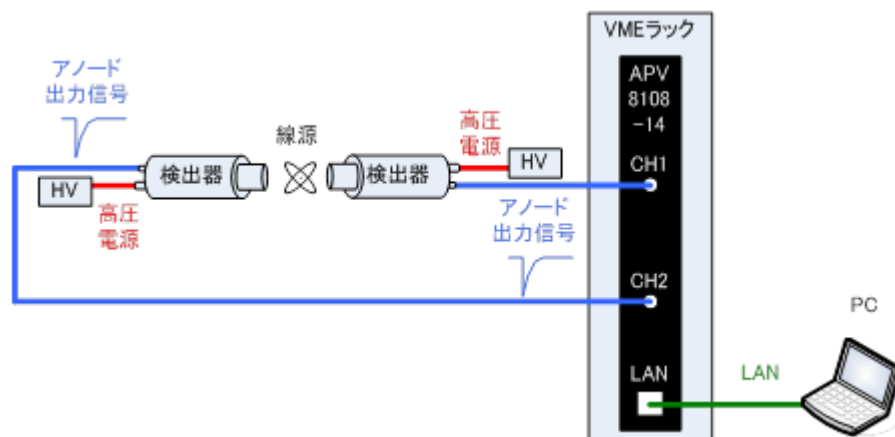 VMEラック
アノード
出力信号
APV
8108
-14
線源
高圧
電源
HV
検出器
検出器
CH1
HV
高圧
電源
アノード
出力信号
CH2
PC
LAN
LAN